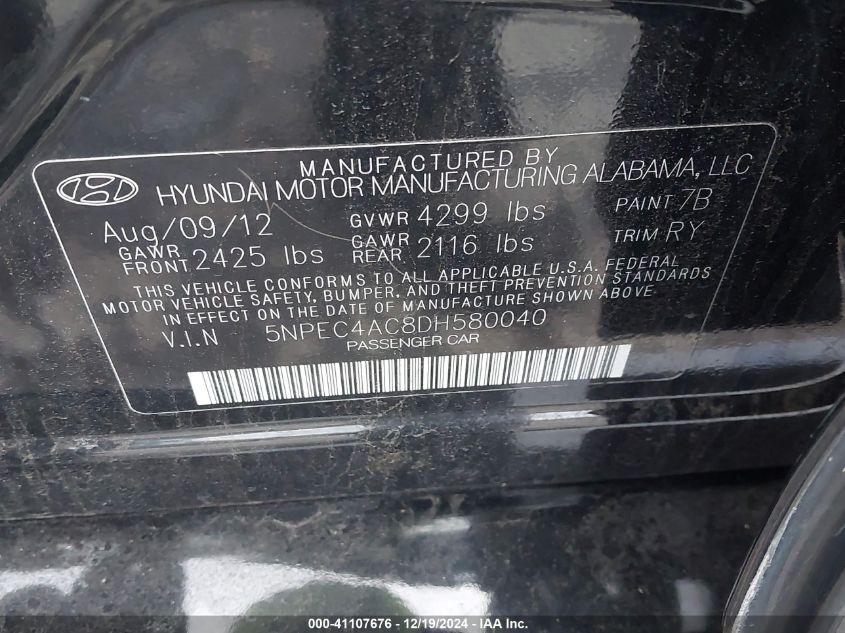 MANUFACTURED BY
HYUNDAI MOTOR MANUFACTURING ALABAMA, LLC
Aug/09/12 GVWR 4299 lbs PAINT 7B
GAWR FRONT 2425 lbs GAWR REAR 2116 lbs TRIM RY
THIS VEHICLE CONFORMS TO ALL APPLICABLE U.S.A. FEDERAL
MOTOR VEHICLE SAFETY, BUMPER, AND THEFT PREVENTION STANDARDS
IN EFFECT ON THE DATE OF MANUFACTURE SHOWN ABOVE
V.I.N 5NPEC4AC8DH580040
PASSENGER CAR
000-41107676 - 12/19/2024 - IAA Inc.